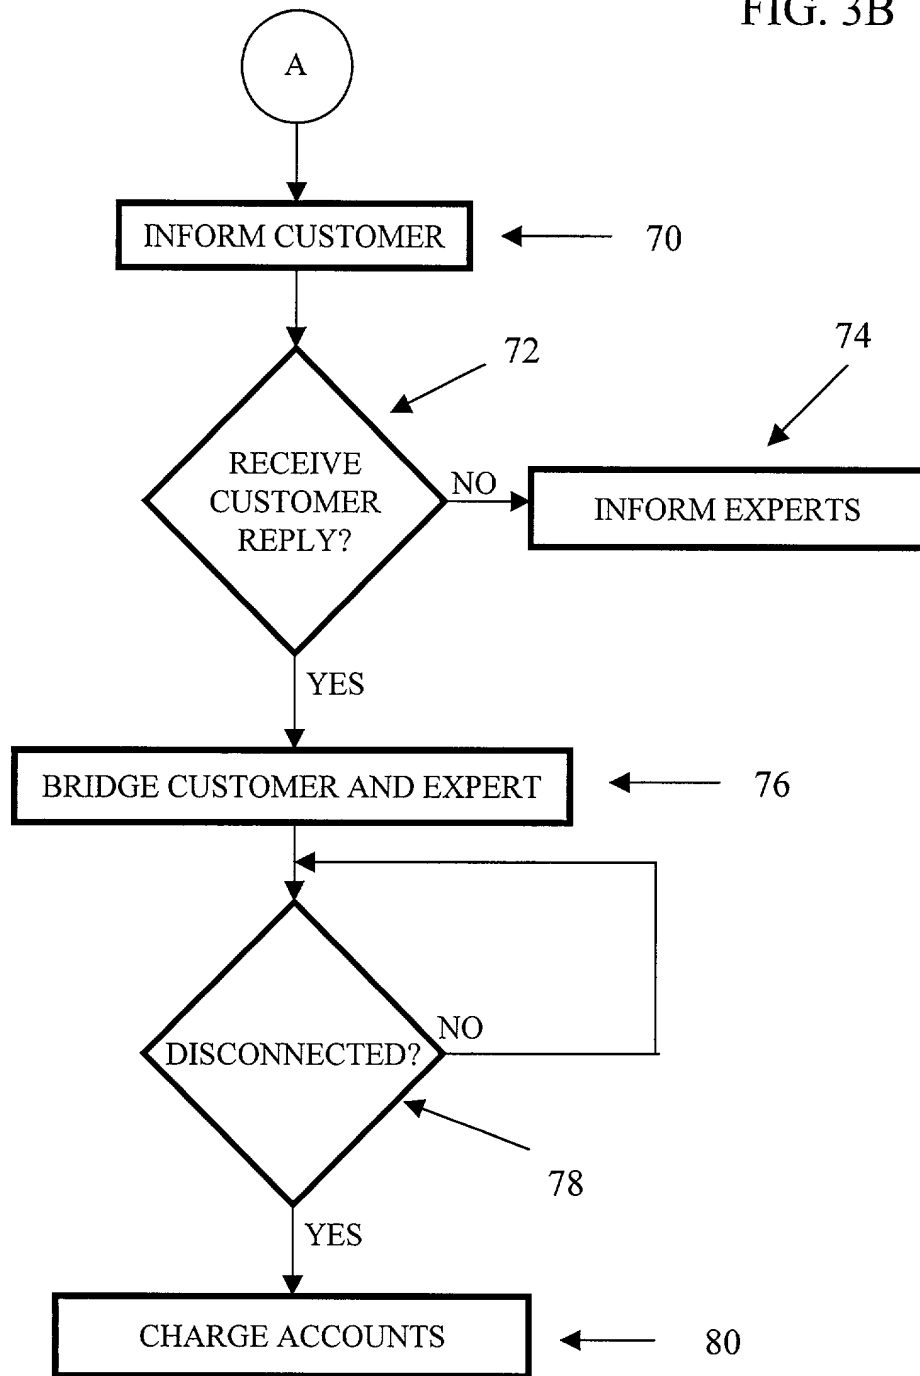 FIG. 3B
A
INFORM CUSTOMER
70
72
74
RECEIVE
CUSTOMER
REPLY?
NO
INFORM EXPERTS
YES
BRIDGE CUSTOMER AND EXPERT
76
NO
DISCONNECTED?
78
YES
CHARGE ACCOUNTS
80